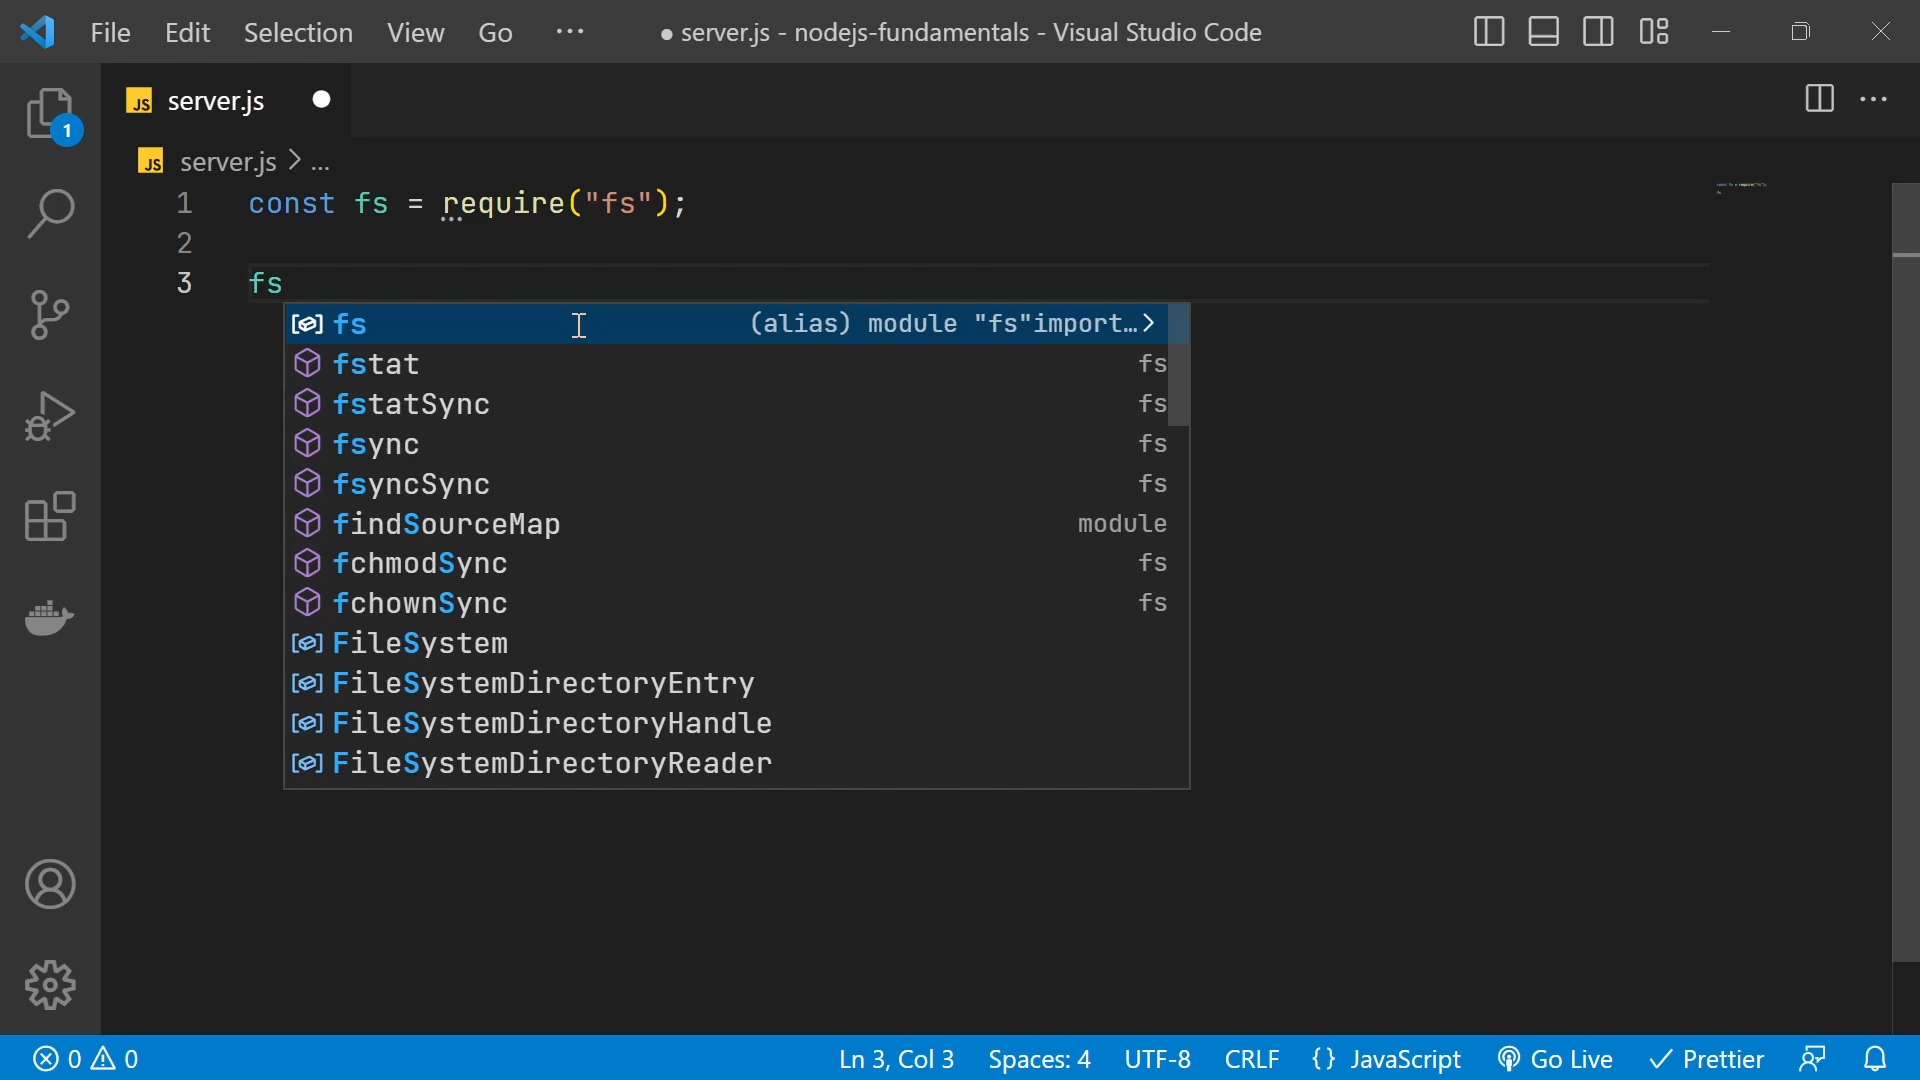 File Edit Selection View Go ··· ● server.js - nodejs-fundamentals - Visual Studio Code
JS server.js ●
1
JS server.js > ...
1 const fs = require("fs");
2
3 fs
fs (alias) module "fs"import…>
fstat fs
fstatSync fs
fsync fs
fsyncSync fs
findSourceMap module
fchmodSync fs
fchownSync fs
FileSystem
FileSystemDirectoryEntry
FileSystemDirectoryHandle
FileSystemDirectoryReader
0 0 Ln 3, Col 3 Spaces: 4 UTF-8 CRLF {} JavaScript Go Live Prettier